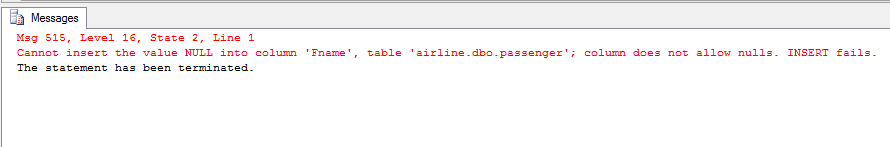 Messages
Msg 515, Level 16, State 2, Line 1
Cannot insert the value NULL into column 'Fname', table 'airline.dbo.passenger'; column does not allow nulls. INSERT fails.
The statement has been terminated.